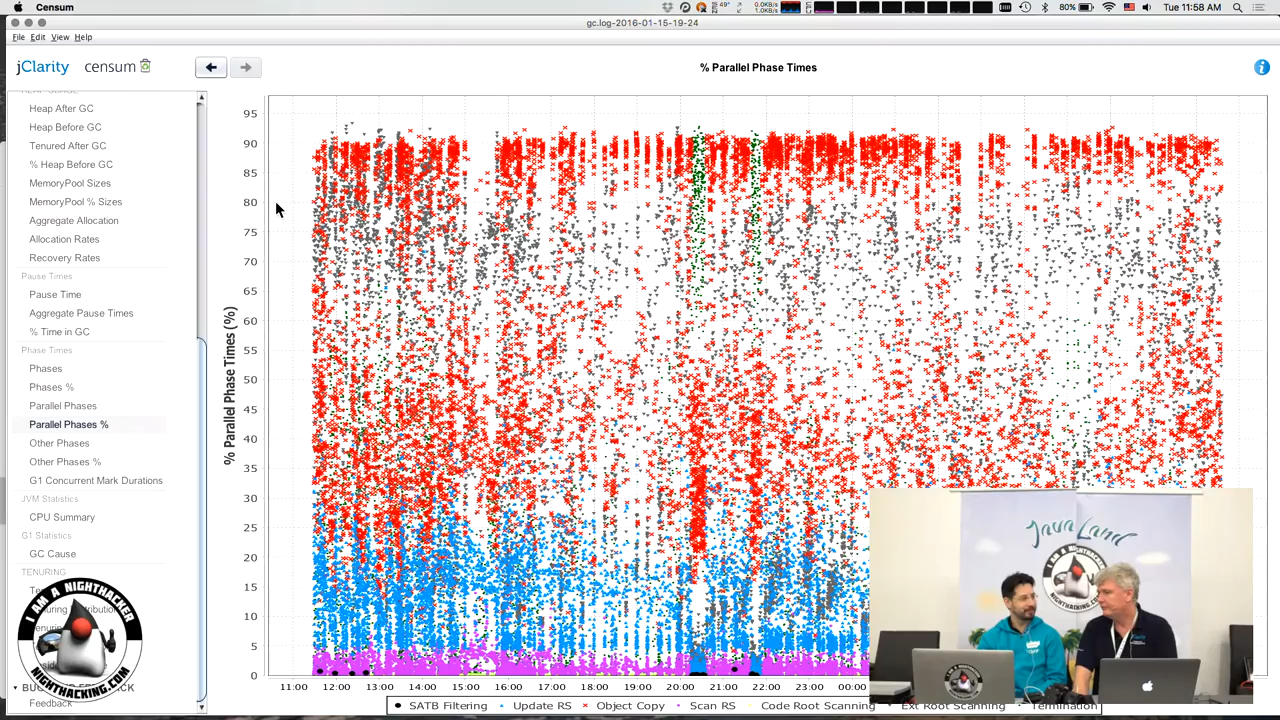 Censum
49° 0.0KB/s
1.0KB/s
80%
Tue 11:58 AM
gc.log-2016-01-15-19-24
File Edit View Help
jClarity censum
% Parallel Phase Times
Heap After GC
Heap Before GC
Tenured After GC
% Heap Before GC
MemoryPool Sizes
MemoryPool % Sizes
Aggregate Allocation
Allocation Rates
Recovery Rates
Pause Times
Pause Time
Aggregate Pause Times
% Time in GC
Phase Times
Phases
Phases %
Parallel Phases
Parallel Phases %
Other Phases
Other Phases %
G1 Concurrent Mark Durations
JVM Statistics
CPU Summary
G1 Statistics
GC Cause
TENURING
Feedback
I AM A NIGHTHACKER
NIGHTHACKING.COM
% Parallel Phase Times (%)
95
90
85
80
75
70
65
60
55
50
45
40
35
30
25
20
15
10
5
0
11:00 12:00 13:00 14:00 15:00 16:00 17:00 18:00 19:00 20:00 21:00 22:00 23:00 00:00
SATB Filtering Update RS Object Copy Scan RS Code Root Scanning Ext Root Scanning Termination
JavaLand
I AM A NIGHTHACKER
NIGHTHACKING.COM